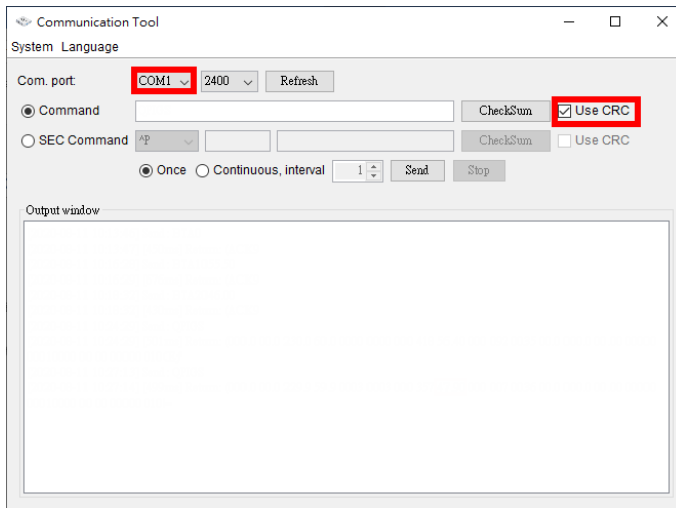 Communication Tool
System Language
Com. port: COM1 2400 Refresh
Command CheckSum Use CRC
SEC Command ^P CheckSum Use CRC
Once Continuous, interval 1 Send Stop
Output window